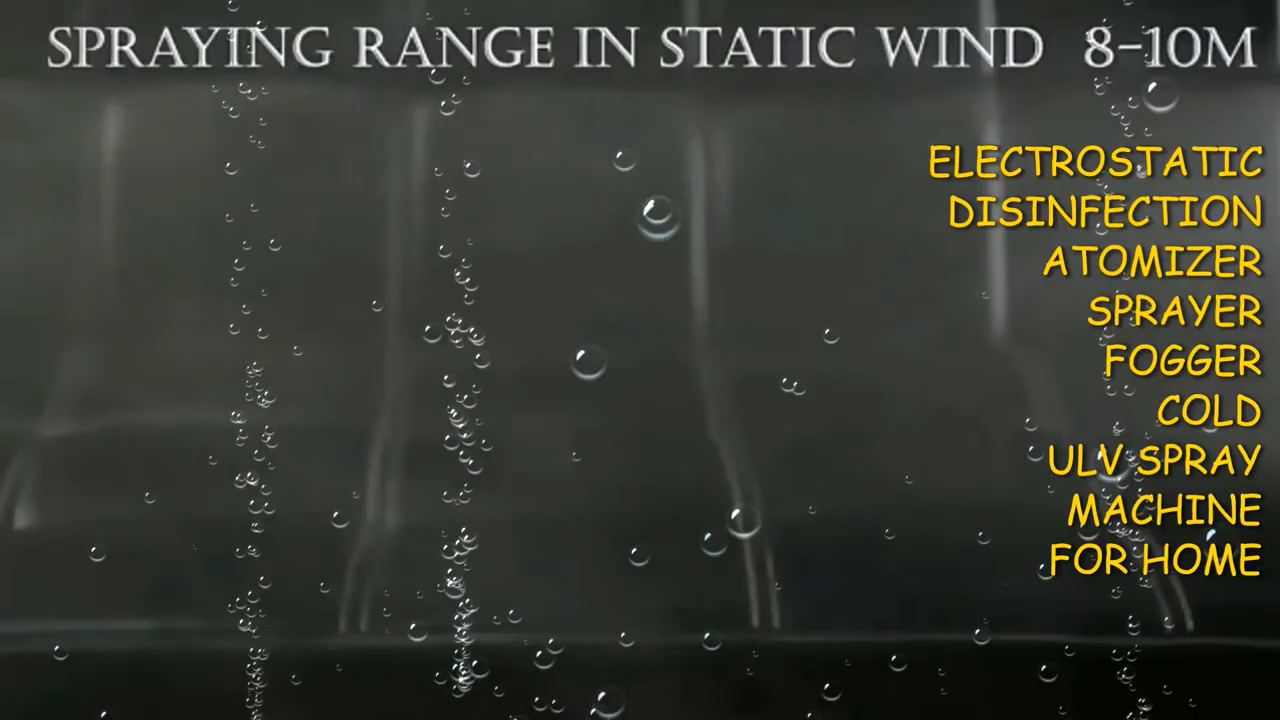 SPRAYING RANGE IN STATIC WIND 8-10M
ELECTROSTATIC
DISINFECTION
ATOMIZER
SPRAYER
FOGGER
COLD
ULV SPRAY
MACHINE
FOR HOME